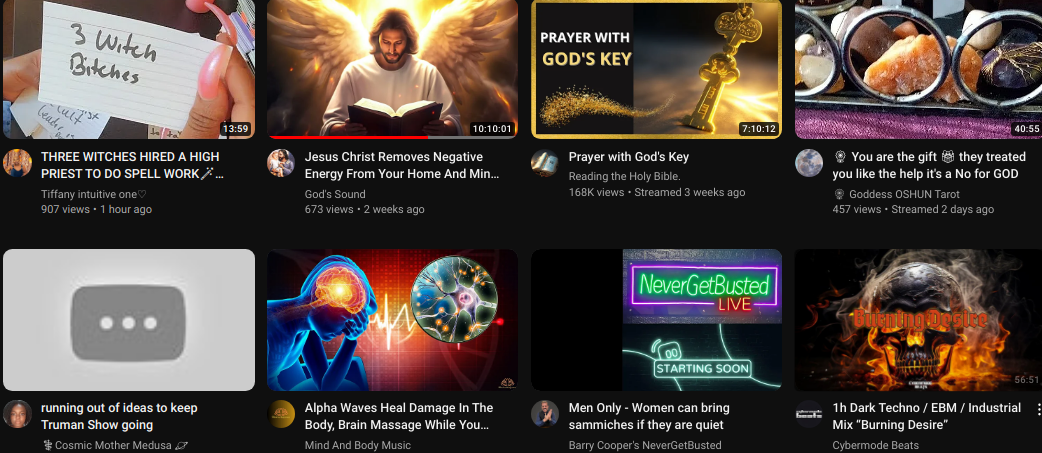 3 Witch
Bitches
13:59
THREE WITCHES HIRED A HIGH
PRIEST TO DO SPELL WORK🪄…
Tiffany intuitive one♡
907 views • 1 hour ago
10:10:01
Jesus Christ Removes Negative
Energy From Your Home And Min…
God's Sound
673 views • 2 weeks ago
PRAYER WITH
GOD'S KEY
7:10:12
Prayer with God's Key
Reading the Holy Bible.
168K views • Streamed 3 weeks ago
40:55
You are the gift they treated
you like the help it's a No for GOD
Goddess OSHUN Tarot
457 views • Streamed 2 days ago
running out of ideas to keep
Truman Show going
Cosmic Mother Medusa 🪐
Alpha Waves Heal Damage In The
Body, Brain Massage While You…
Mind And Body Music
NeverGetBusted
LIVE
STARTING SOON
Men Only - Women can bring
sammiches if they are quiet
Barry Cooper's NeverGetBusted
Burning Desire
CYBERMODE
BEATS
56:51
1h Dark Techno / EBM / Industrial
Mix "Burning Desire"
Cybermode Beats